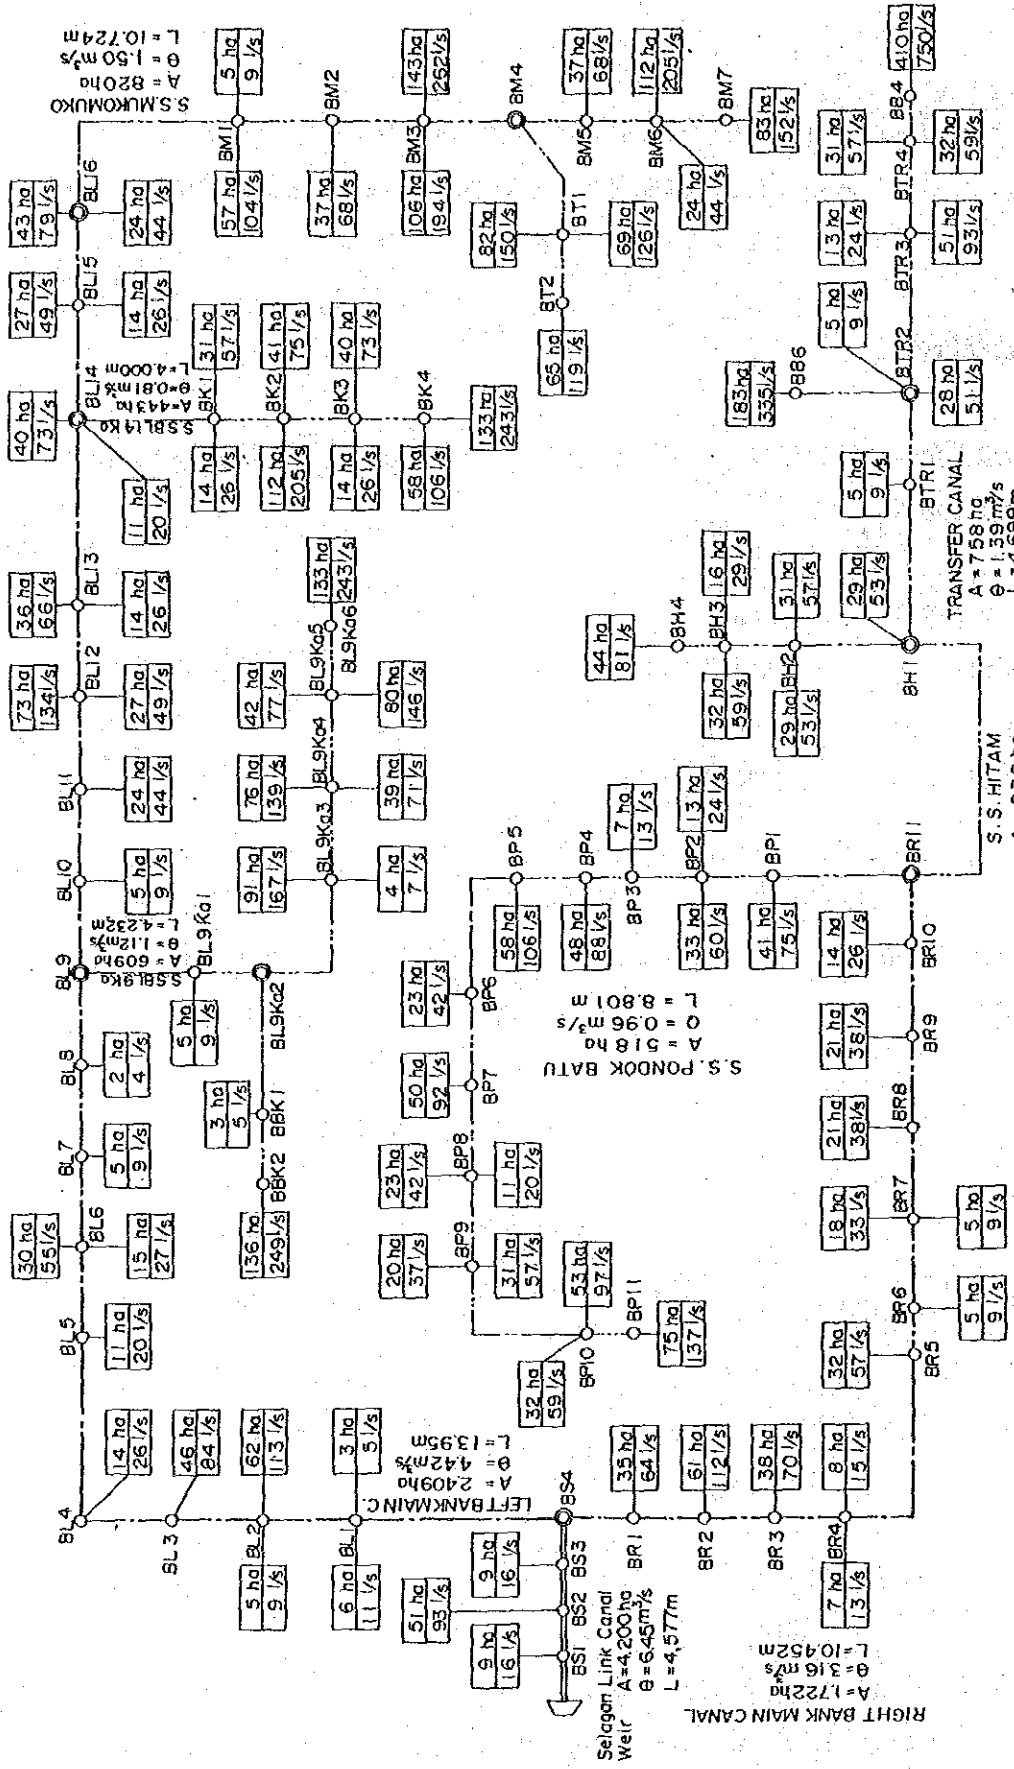 BL4
14 ha
26 l/s
BL3
46 ha
84 l/s
BL2
62 ha
113 l/s
5 ha
9 l/s
BL1
3 ha
5 l/s
6 ha
11 l/s
LEFT BANK MAIN C.
A = 2.409ha
θ = 4.42m³/s
L = 13.95m
BL5
11 ha
20 l/s
BL6
30 ha
55 l/s
15 ha
27 l/s
BL7
5 ha
9 l/s
BL8
2 ha
4 l/s
BL9
S.SBL9Ka
A = 609ha
θ = 1.12m³/s
L = 4.232m
BL9Ka1
5 ha
9 l/s
BL9Ka2
BBK1
3 ha
5 l/s
BBK2
136 ha
249 l/s
BL9Ka3
91 ha
167 l/s
4 ha
7 l/s
BL9Ka4
76 ha
139 l/s
39 ha
71 l/s
BL9Ka5
42 ha
77 l/s
80 ha
146 l/s
BL9Ka6
133 ha
243 l/s
BL10
5 ha
9 l/s
BL11
24 ha
44 l/s
BL12
73 ha
134 l/s
27 ha
49 l/s
BL13
36 ha
66 l/s
14 ha
26 l/s
BL14
40 ha
73 l/s
11 ha
20 l/s
S.SBL14Ka
A=443ha
θ=0.81m³/s
L=4.000m
BK1
31 ha
57 l/s
14 ha
26 l/s
BK2
41 ha
75 l/s
112 ha
205 l/s
BK3
40 ha
73 l/s
14 ha
26 l/s
BK4
58 ha
106 l/s
133 ha
243 l/s
BL15
27 ha
49 l/s
14 ha
26 l/s
BL16
43 ha
79 l/s
24 ha
44 l/s
S.S.MUKOMUKO
A = 820ha
θ = 1.50 m³/s
L = 10.724m
BM1
5 ha
9 l/s
57 ha
104 l/s
BM2
37 ha
68 l/s
BM3
143 ha
262 l/s
106 ha
194 l/s
BM4
BT1
82 ha
150 l/s
69 ha
126 l/s
BT2
65 ha
119 l/s
BM5
37 ha
68 l/s
BM6
112 ha
205 l/s
24 ha
44 l/s
BM7
83 ha
152 l/s
Selagan Link Canal
Weir
A=4.200ha
θ=6.45m³/s
L=4,577m
BS1
9 ha
16 l/s
BS2
51 ha
93 l/s
BS3
9 ha
16 l/s
BS4
RIGHT BANK MAIN CANAL
A=1.722ha
θ=3.16 m³/s
L=10.452m
BR1
35 ha
64 l/s
BR2
61 ha
112 l/s
BR3
38 ha
70 l/s
BR4
8 ha
15 l/s
7 ha
13 l/s
BR5
32 ha
57 l/s
BR6
5 ha
9 l/s
BR7
18 ha
33 l/s
5 ha
9 l/s
BR8
21 ha
38 l/s
BR9
21 ha
38 l/s
BR10
14 ha
26 l/s
BR11
S.S. PONDOK BATU
A = 518 ha
Q = 0.96 m³/s
L = 8.801 m
BP1
41 ha
75 l/s
BP2
13 ha
24 l/s
33 ha
60 l/s
BP3
7 ha
13 l/s
BP4
48 ha
88 l/s
BP5
58 ha
106 l/s
BP6
23 ha
42 l/s
BP7
50 ha
92 l/s
BP8
23 ha
42 l/s
11 ha
20 l/s
BP9
20 ha
37 l/s
31 ha
57 l/s
BP10
53 ha
97 l/s
32 ha
59 l/s
BP11
75 ha
137 l/s
S.S. HITAM
BH1
29 ha
53 l/s
BH2
31 ha
57 l/s
29 ha
53 l/s
BH3
16 ha
29 l/s
32 ha
59 l/s
BH4
44 ha
81 l/s
TRANSFER CANAL
A = 758 ha
θ = 1.39 m³/s
BTR1
5 ha
9 l/s
BTR2
5 ha
9 l/s
28 ha
51 l/s
BB6
183 ha
335 l/s
BTR3
13 ha
24 l/s
51 ha
93 l/s
BTR4
31 ha
57 l/s
32 ha
59 l/s
BB4
410 ha
750 l/s